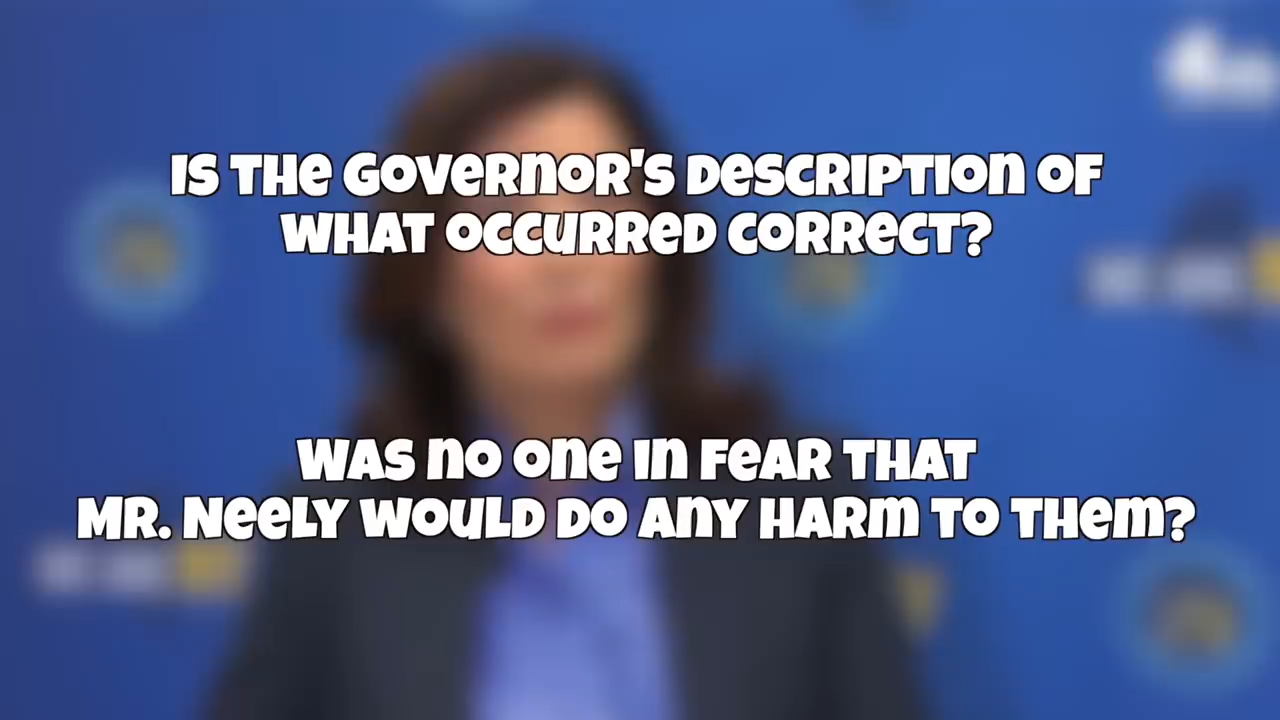 IS THE GOVERNOR'S DESCRIPTION OF
WHAT OCCURRED CORRECT?
WAS NO ONE IN FEAR THAT
MR. NEELY WOULD DO ANY HARM TO THEM?